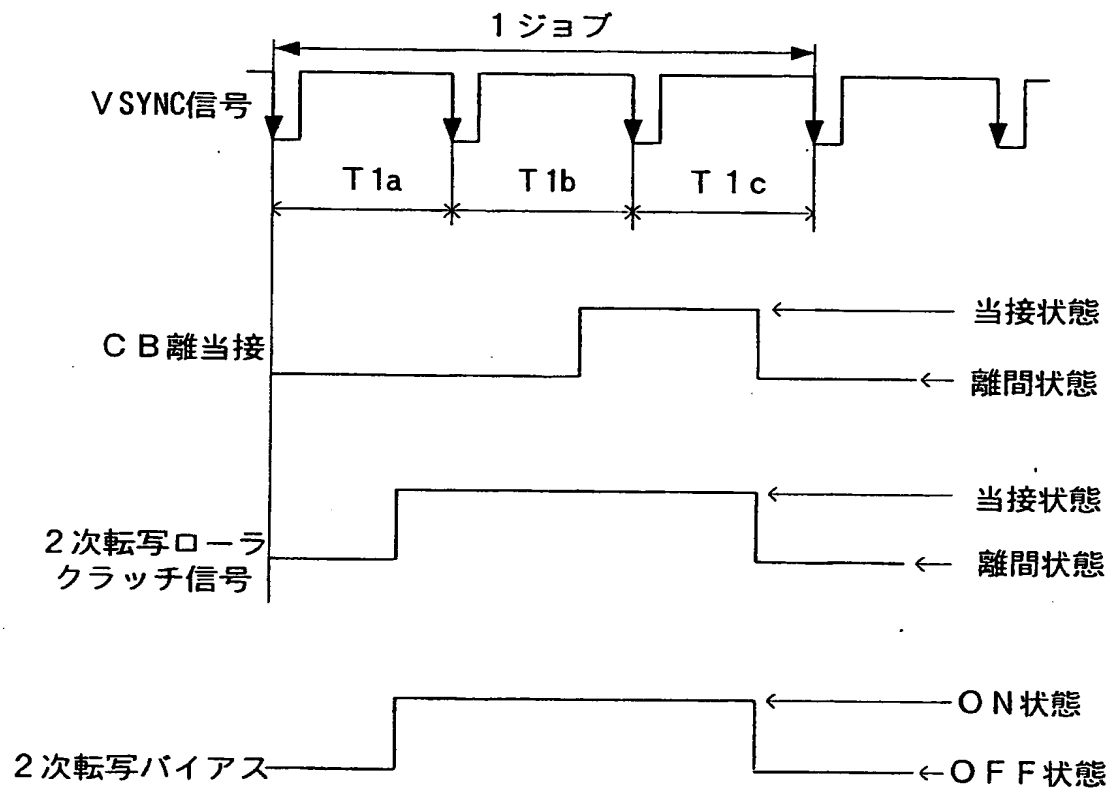 1ジョブ
VSYNC信号
T1a
T1b
T1c
CB離当接
当接状態
離間状態
2次転写ローラ
クラッチ信号
当接状態
離間状態
2次転写バイアス
ON状態
OFF状態